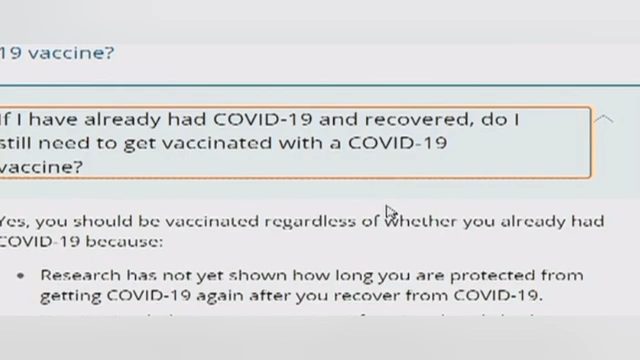 19 vaccine?
If I have already had COVID-19 and recovered, do I
still need to get vaccinated with a COVID-19
vaccine?
Yes, you should be vaccinated regardless of whether you already had
COVID-19 because:
• Research has not yet shown how long you are protected from
getting COVID-19 again after you recover from COVID-19.